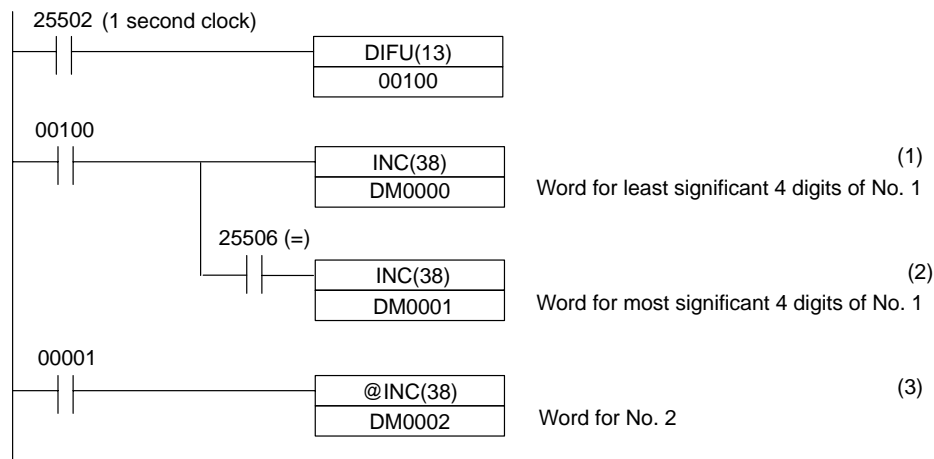 25502 (1 second clock)
DIFU(13)
00100
00100
INC(38)
(1)
DM0000
Word for least significant 4 digits of No. 1
25506 (=)
INC(38)
(2)
DM0001
Word for most significant 4 digits of No. 1
00001
@INC(38)
(3)
DM0002
Word for No. 2